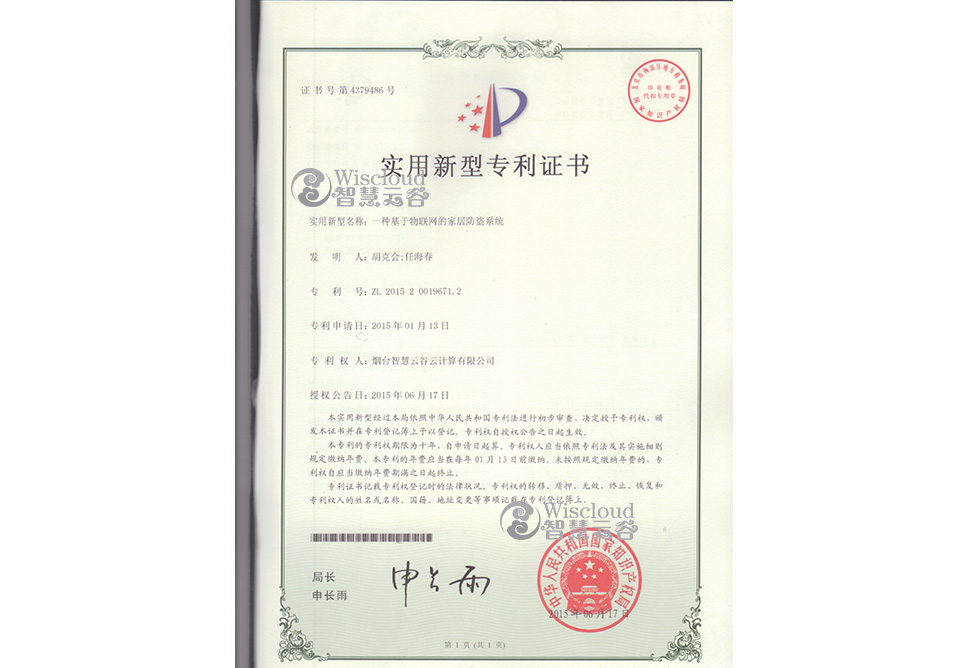 证书号第4379486号
实用新型专利证书
Wiscloud
智慧云谷
实用新型名称：一种基于物联网的家居防盗系统
发 明 人：胡克会;任海春
专 利 号：ZL 2015 2 0019671.2
专利申请日：2015年01月13日
专 利 权 人：烟台智慧云谷云计算有限公司
授权公告日：2015年06月17日
本实用新型经过本局依照中华人民共和国专利法进行初步审查，决定授予专利权，颁
发本证书并在专利登记簿上予以登记。专利权自授权公告之日起生效。
本专利的专利权期限为十年，自申请日起算。专利权人应当依照专利法及其实施细则
规定缴纳年费。本专利的年费应当在每年01月13日前缴纳。未按照规定缴纳年费的，专
利权自应当缴纳年费期满之日起终止。
专利证书记载专利权登记时的法律状况。专利权的转移、质押、无效、终止、恢复和
专利权人的姓名或名称、国籍、地址变更等事项记载在专利登记簿上。
Wiscloud
智慧云谷
局长
申长雨
申长雨
中华人民共和国国家知识产权局
2015年06月17日
第 1 页 (共 1 页)